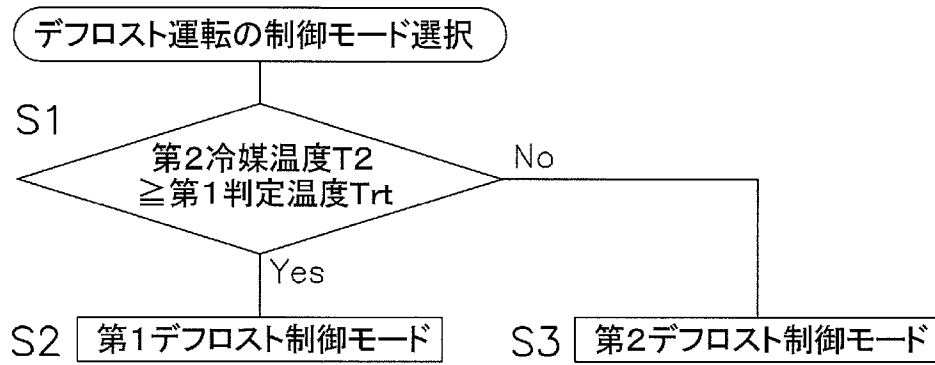 デフロスト運転の制御モード選択
S1
第2冷媒温度T2
≧第1判定温度Trt
No
Yes
S2 第1デフロスト制御モード
S3 第2デフロスト制御モード